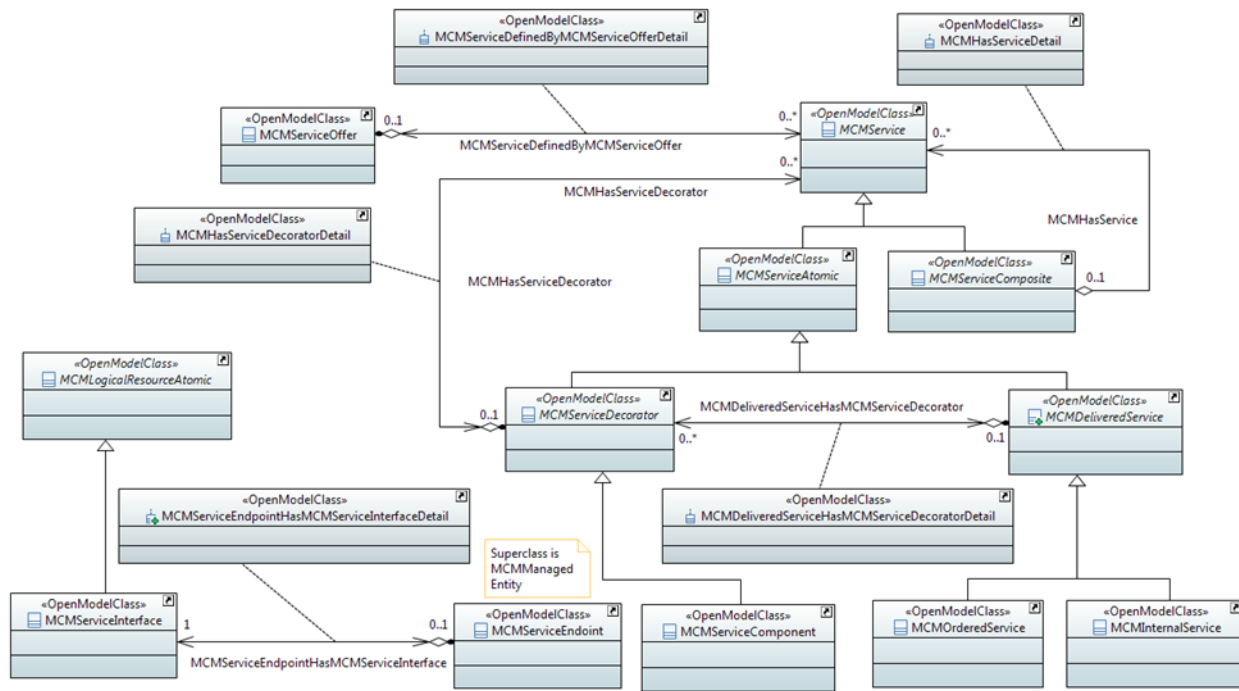 «OpenModelClass»
MCMServiceDefinedByMCMServiceOfferDetail
«OpenModelClass»
MCMHasServiceDetail
«OpenModelClass»
MCMServiceOffer
0..1
0..*
MCMServiceDefinedByMCMServiceOffer
«OpenModelClass»
MCMService
0..*
0..*
MCMHasServiceDecorator
«OpenModelClass»
MCMHasServiceDecoratorDetail
MCMHasService
MCMHasServiceDecorator
«OpenModelClass»
MCMServiceAtomic
«OpenModelClass»
MCMServiceComposite
0..1
«OpenModelClass»
MCMLogicalResourceAtomic
0..1
«OpenModelClass»
MCMServiceDecorator
MCMDeliveredServiceHasMCMServiceDecorator
0..*
0..1
«OpenModelClass»
MCMDeliveredService
«OpenModelClass»
MCMServiceEndpointHasMCMServiceInterfaceDetail
«OpenModelClass»
MCMDeliveredServiceHasMCMServiceDecoratorDetail
Superclass is
MCMManaged
Entity
«OpenModelClass»
MCMServiceInterface
1
0..1
MCMServiceEndpointHasMCMServiceInterface
«OpenModelClass»
MCMServiceEndoint
«OpenModelClass»
MCMServiceComponent
«OpenModelClass»
MCMOrderedService
«OpenModelClass»
MCMInternalService